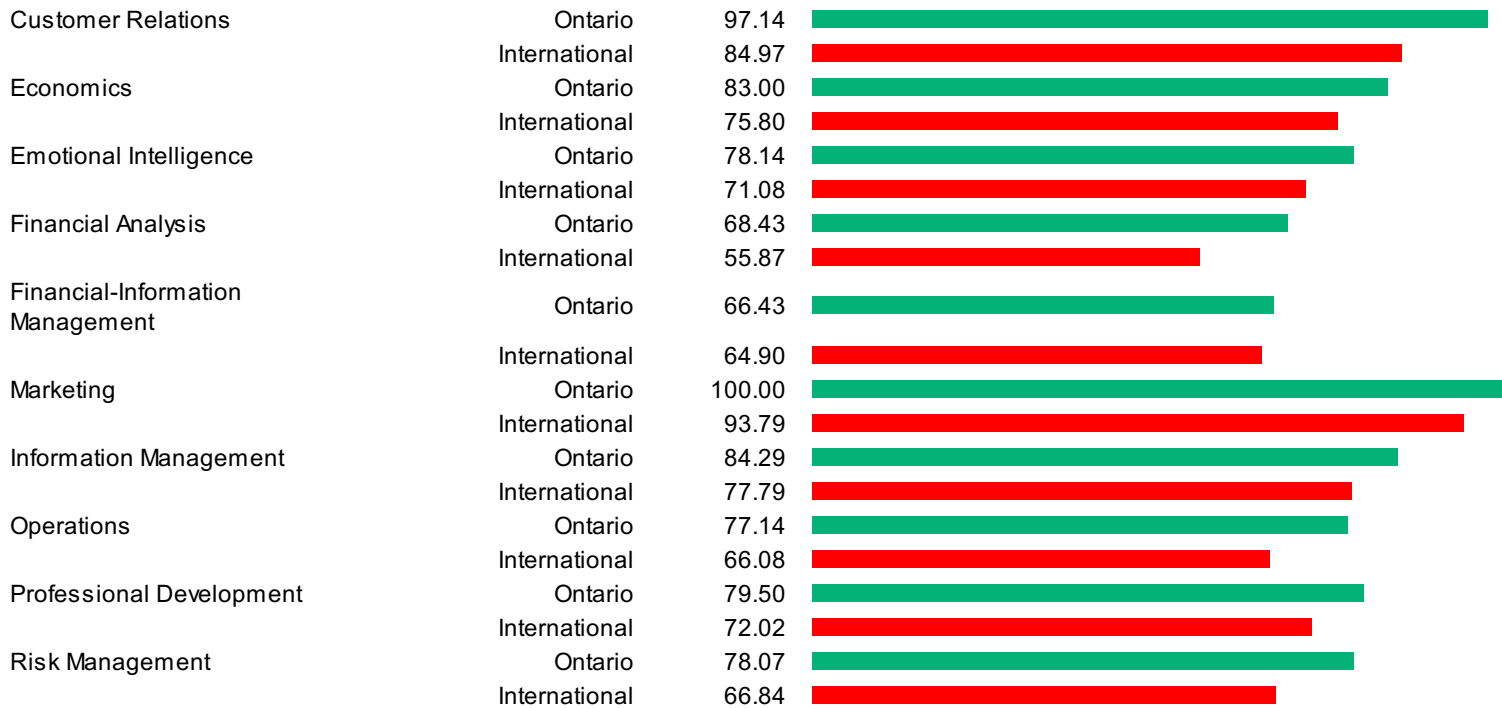 Customer Relations Ontario 97.14
International 84.97
Economics Ontario 83.00
International 75.80
Emotional Intelligence Ontario 78.14
International 71.08
Financial Analysis Ontario 68.43
International 55.87
Financial-Information
Management Ontario 66.43
International 64.90
Marketing Ontario 100.00
International 93.79
Information Management Ontario 84.29
International 77.79
Operations Ontario 77.14
International 66.08
Professional Development Ontario 79.50
International 72.02
Risk Management Ontario 78.07
International 66.84